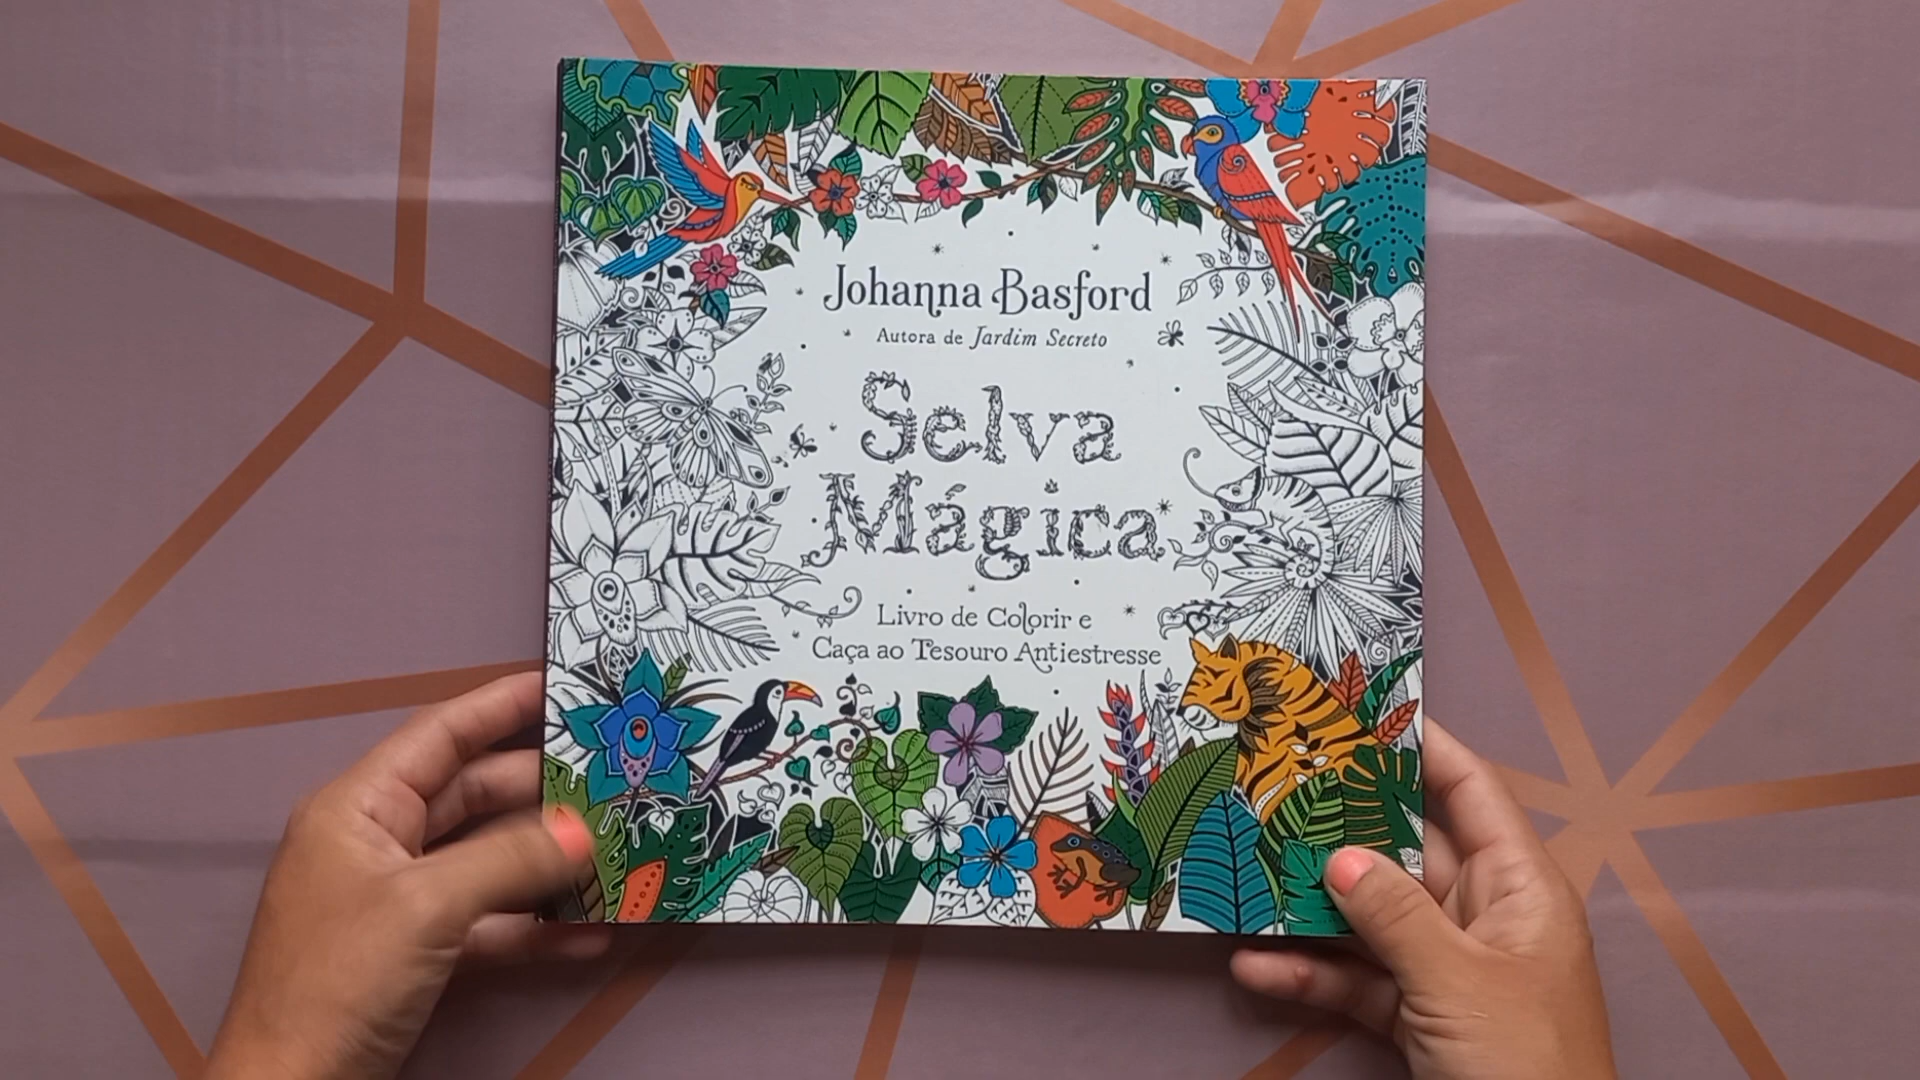 Johanna Basford
Autora de Jardim Secreto
Selva
Mágica
Livro de Colorir e
Caça ao Tesouro Antiestresse